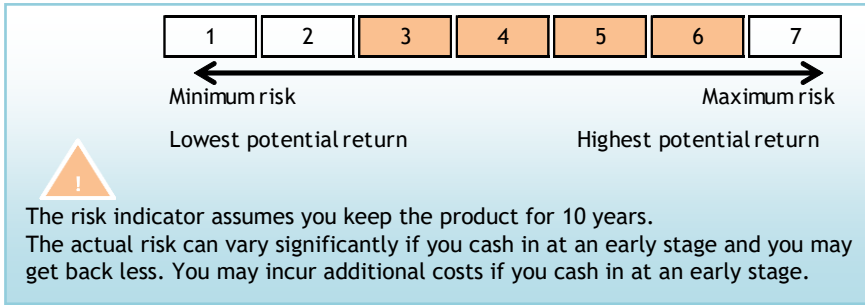 1 2 3 4 5 6 7
Minimum risk Maximum risk
Lowest potential return Highest potential return
!
The risk indicator assumes you keep the product for 10 years.
The actual risk can vary significantly if you cash in at an early stage and you may
get back less. You may incur additional costs if you cash in at an early stage.